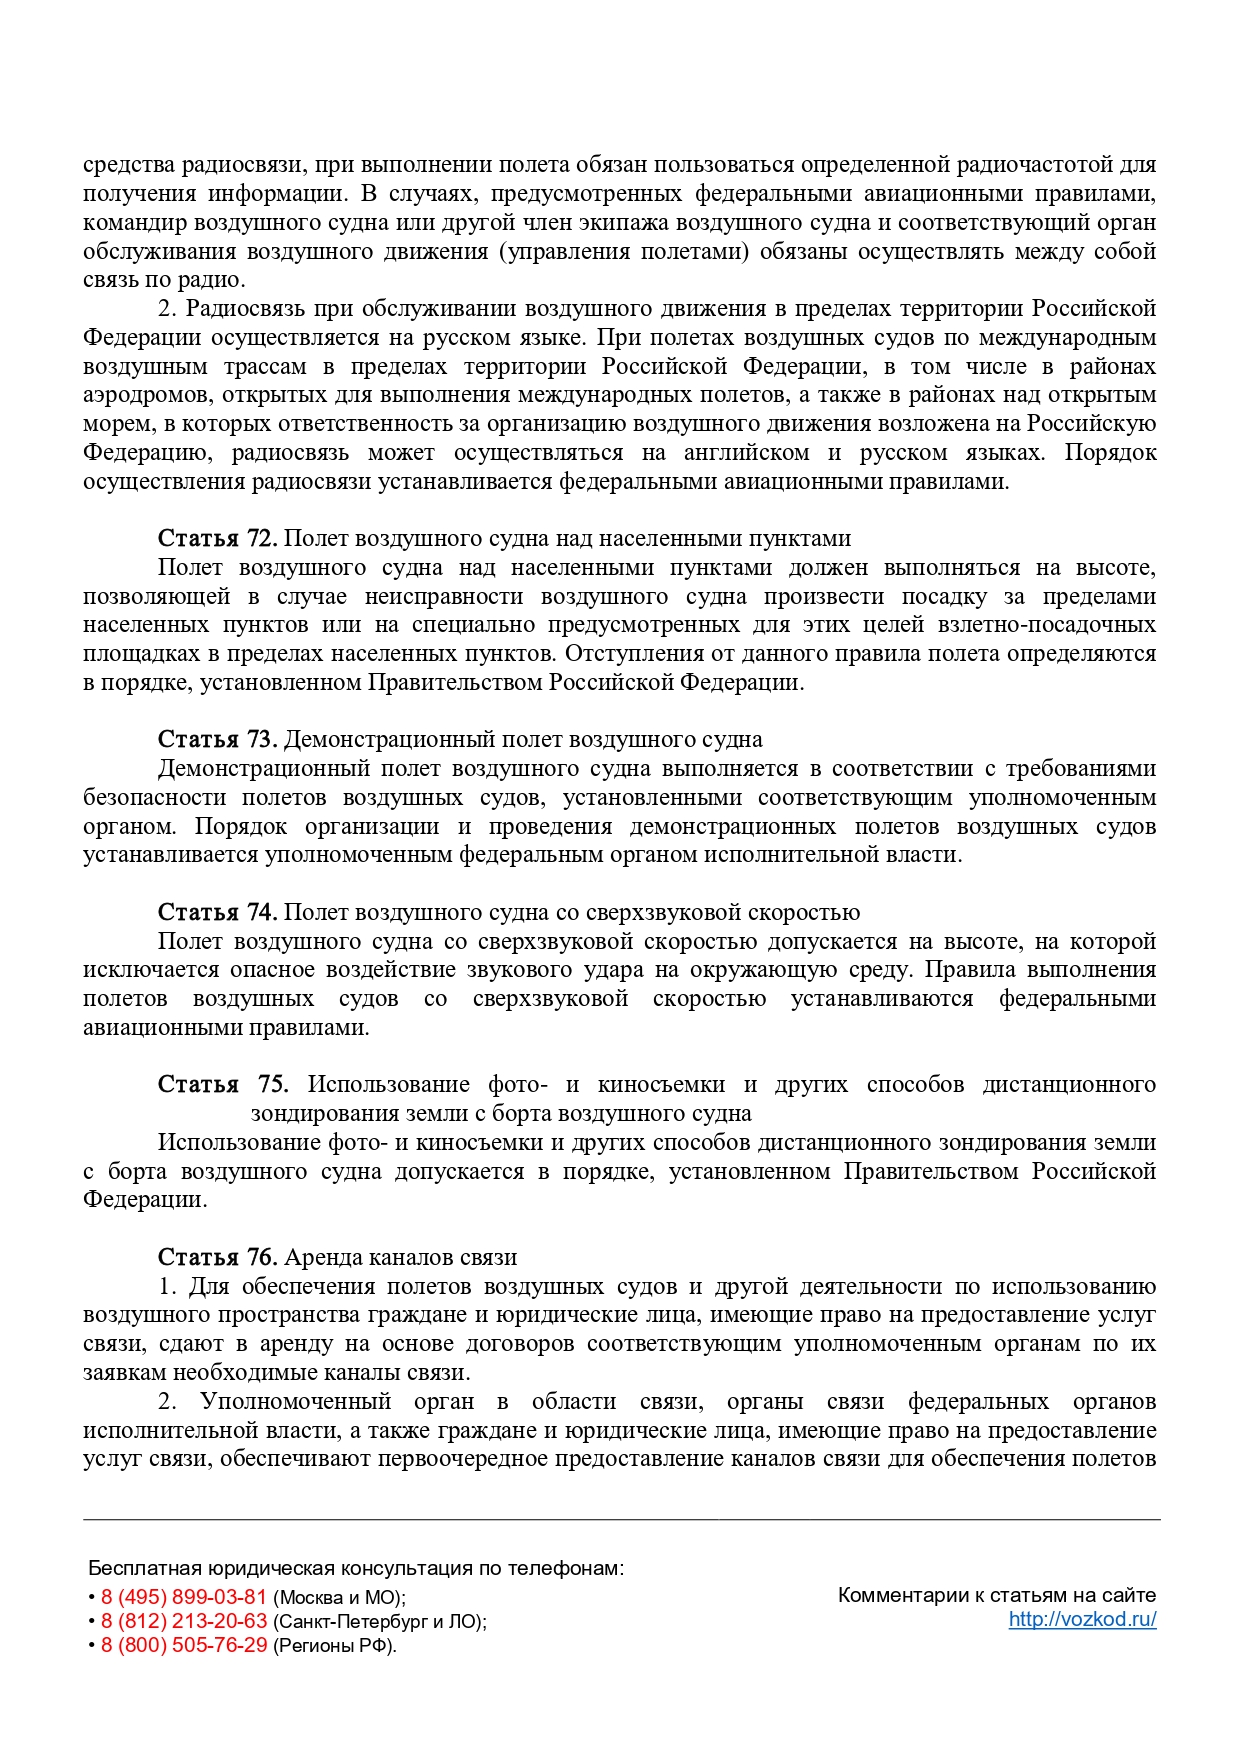 средства радиосвязи, при выполнении полета обязан пользоваться определенной радиочастотой для
получения информации. В случаях, предусмотренных федеральными авиационными правилами,
командир воздушного судна или другой член экипажа воздушного судна и соответствующий орган
обслуживания воздушного движения (управления полетами) обязаны осуществлять между собой
связь по радио.
2. Радиосвязь при обслуживании воздушного движения в пределах территории Российской
Федерации осуществляется на русском языке. При полетах воздушных судов по международным
воздушным трассам в пределах территории Российской Федерации, в том числе в районах
аэродромов, открытых для выполнения международных полетов, а также в районах над открытым
морем, в которых ответственность за организацию воздушного движения возложена на Российскую
Федерацию, радиосвязь может осуществляться на английском и русском языках. Порядок
осуществления радиосвязи устанавливается федеральными авиационными правилами.
Статья 72. Полет воздушного судна над населенными пунктами
Полет воздушного судна над населенными пунктами должен выполняться на высоте,
позволяющей в случае неисправности воздушного судна произвести посадку за пределами
населенных пунктов или на специально предусмотренных для этих целей взлетно-посадочных
площадках в пределах населенных пунктов. Отступления от данного правила полета определяются
в порядке, установленном Правительством Российской Федерации.
Статья 73. Демонстрационный полет воздушного судна
Демонстрационный полет воздушного судна выполняется в соответствии с требованиями
безопасности полетов воздушных судов, установленными соответствующим уполномоченным
органом. Порядок организации и проведения демонстрационных полетов воздушных судов
устанавливается уполномоченным федеральным органом исполнительной власти.
Статья 74. Полет воздушного судна со сверхзвуковой скоростью
Полет воздушного судна со сверхзвуковой скоростью допускается на высоте, на которой
исключается опасное воздействие звукового удара на окружающую среду. Правила выполнения
полетов воздушных судов со сверхзвуковой скоростью устанавливаются федеральными
авиационными правилами.
Статья 75. Использование фото- и киносъемки и других способов дистанционного
зондирования земли с борта воздушного судна
Использование фото- и киносъемки и других способов дистанционного зондирования земли
с борта воздушного судна допускается в порядке, установленном Правительством Российской
Федерации.
Статья 76. Аренда каналов связи
1. Для обеспечения полетов воздушных судов и другой деятельности по использованию
воздушного пространства граждане и юридические лица, имеющие право на предоставление услуг
связи, сдают в аренду на основе договоров соответствующим уполномоченным органам по их
заявкам необходимые каналы связи.
2. Уполномоченный орган в области связи, органы связи федеральных органов
исполнительной власти, а также граждане и юридические лица, имеющие право на предоставление
услуг связи, обеспечивают первоочередное предоставление каналов связи для обеспечения полетов
Бесплатная юридическая консультация по телефонам:
• 8 (495) 899-03-81 (Москва и МО);
• 8 (812) 213-20-63 (Санкт-Петербург и ЛО);
• 8 (800) 505-76-29 (Регионы РФ).
Комментарии к статьям на сайте
http://vozkod.ru/